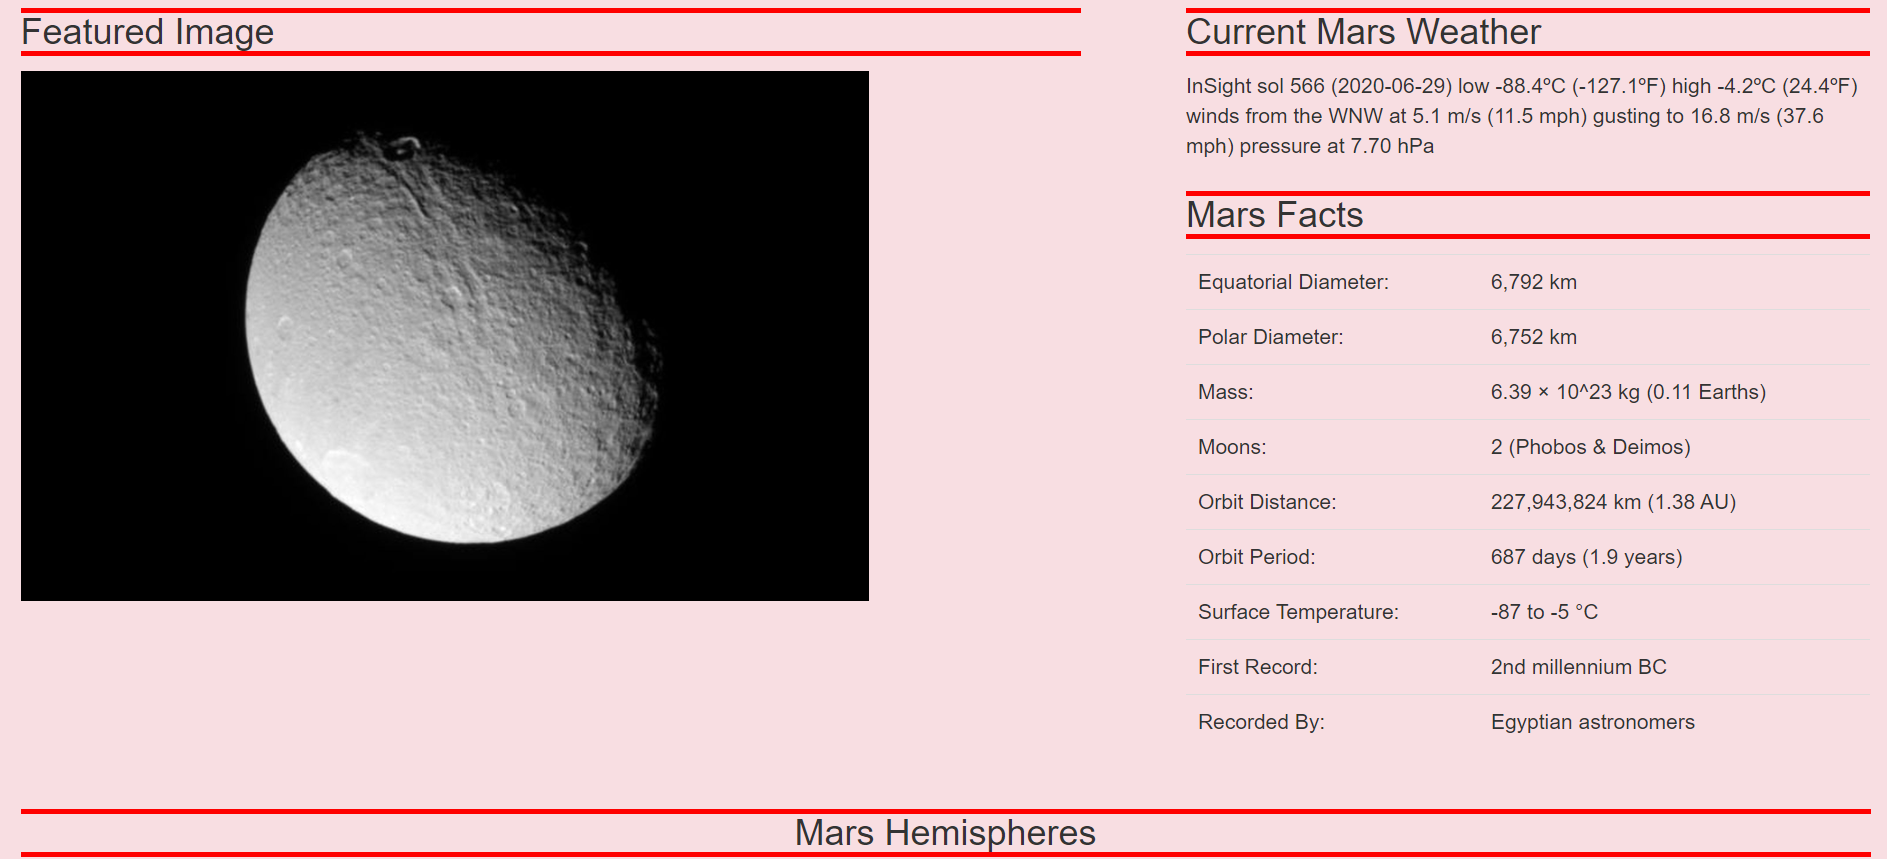 Featured Image
Current Mars Weather
InSight sol 566 (2020-06-29) low -88.4ºC (-127.1ºF) high -4.2ºC (24.4ºF)
winds from the WNW at 5.1 m/s (11.5 mph) gusting to 16.8 m/s (37.6
mph) pressure at 7.70 hPa
Mars Facts
Equatorial Diameter: 6,792 km
Polar Diameter: 6,752 km
Mass: 6.39 × 10^23 kg (0.11 Earths)
Moons: 2 (Phobos & Deimos)
Orbit Distance: 227,943,824 km (1.38 AU)
Orbit Period: 687 days (1.9 years)
Surface Temperature: -87 to -5 °C
First Record: 2nd millennium BC
Recorded By: Egyptian astronomers
Mars Hemispheres